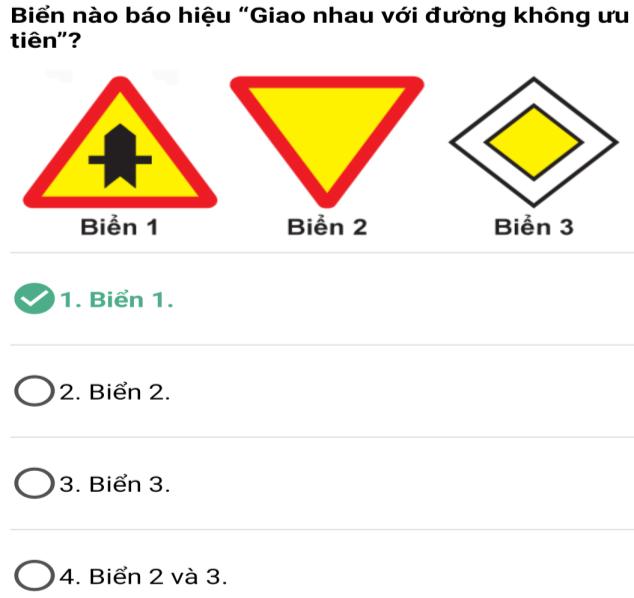 Biển nào báo hiệu “Giao nhau với đường không ưu
tiên”?
Biển 1
Biển 2
Biển 3
1. Biển 1.
2. Biển 2.
3. Biển 3.
4. Biển 2 và 3.